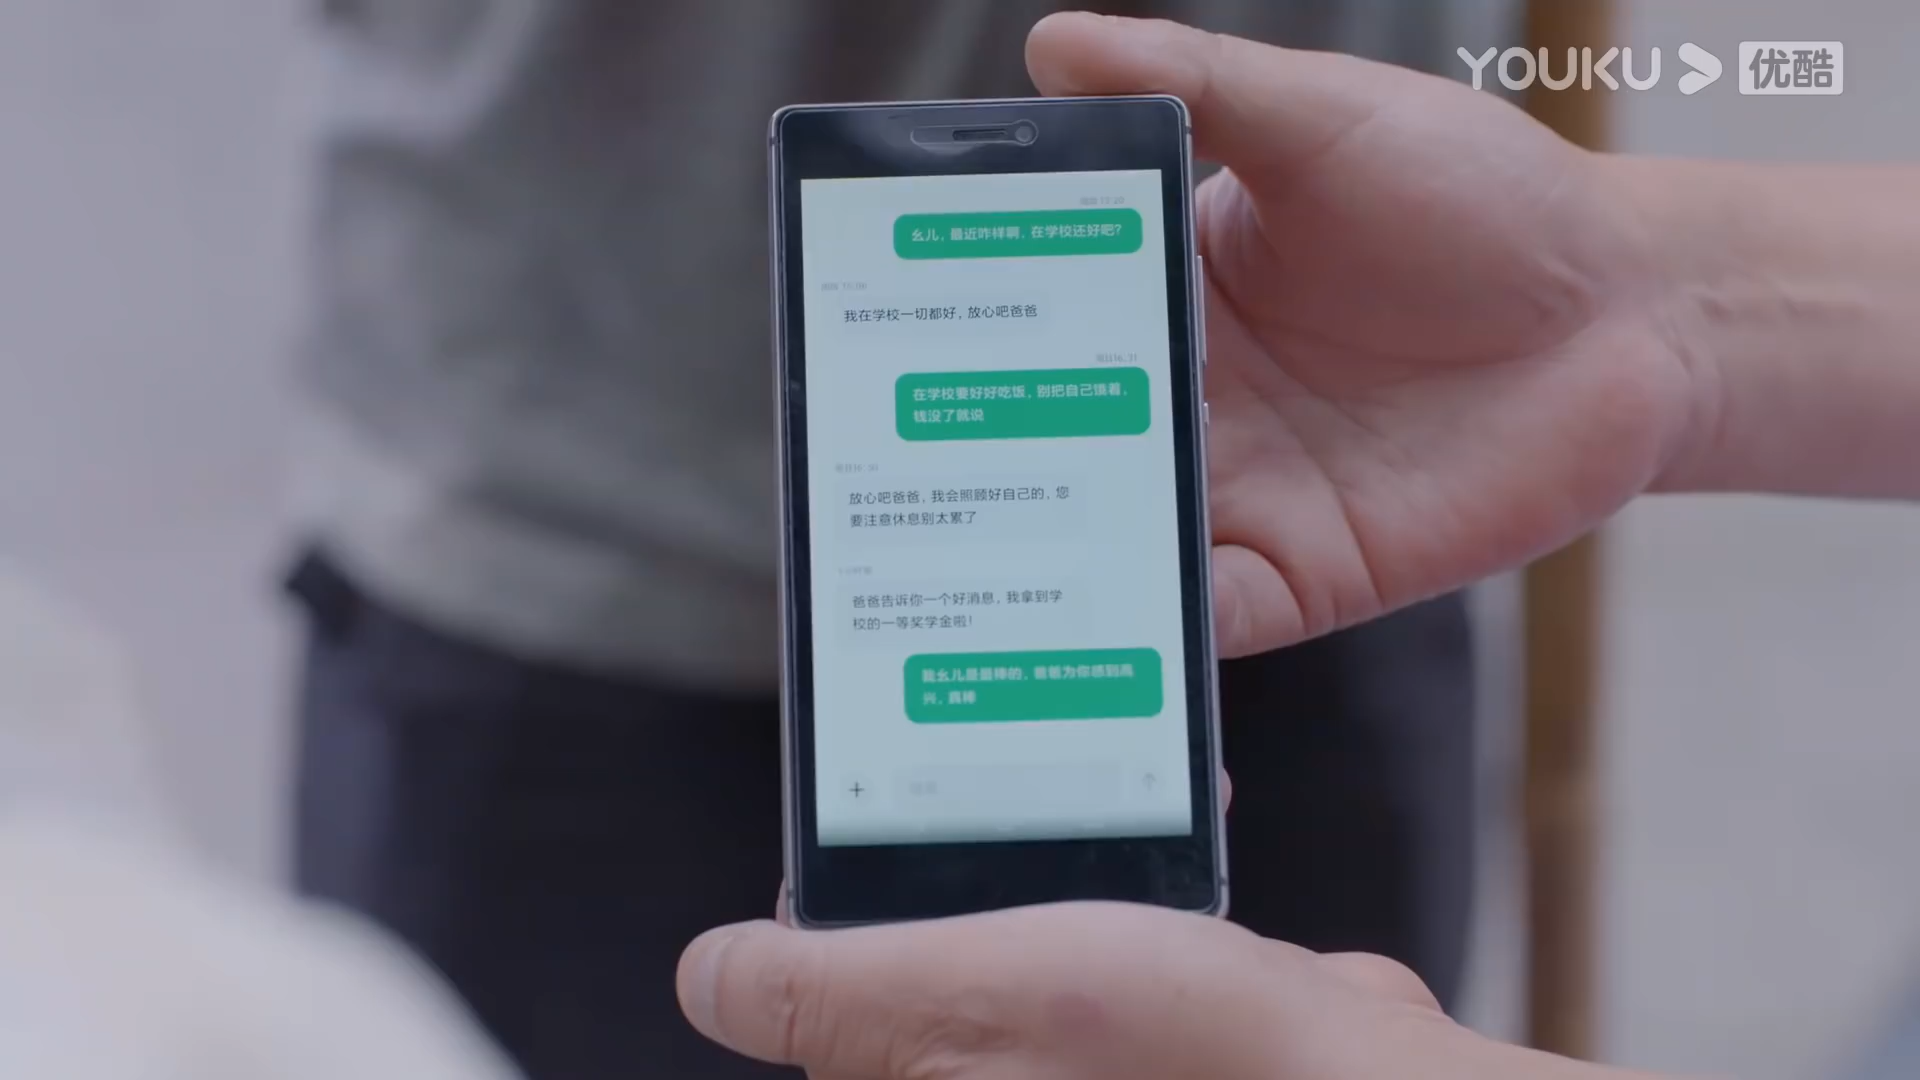 YOUKU 优酷
幺儿，最近咋样啊，在学校还好吧？
我在学校一切都好，放心吧爸爸
在学校要好好吃饭，别把自己饿着，
钱没了就说
放心吧爸爸，我会照顾好自己的，您
要注意休息别太累了
爸爸告诉你一个好消息，我拿到学
校的一等奖学金啦！
我幺儿是最棒的，爸爸为你感到高
兴，真棒